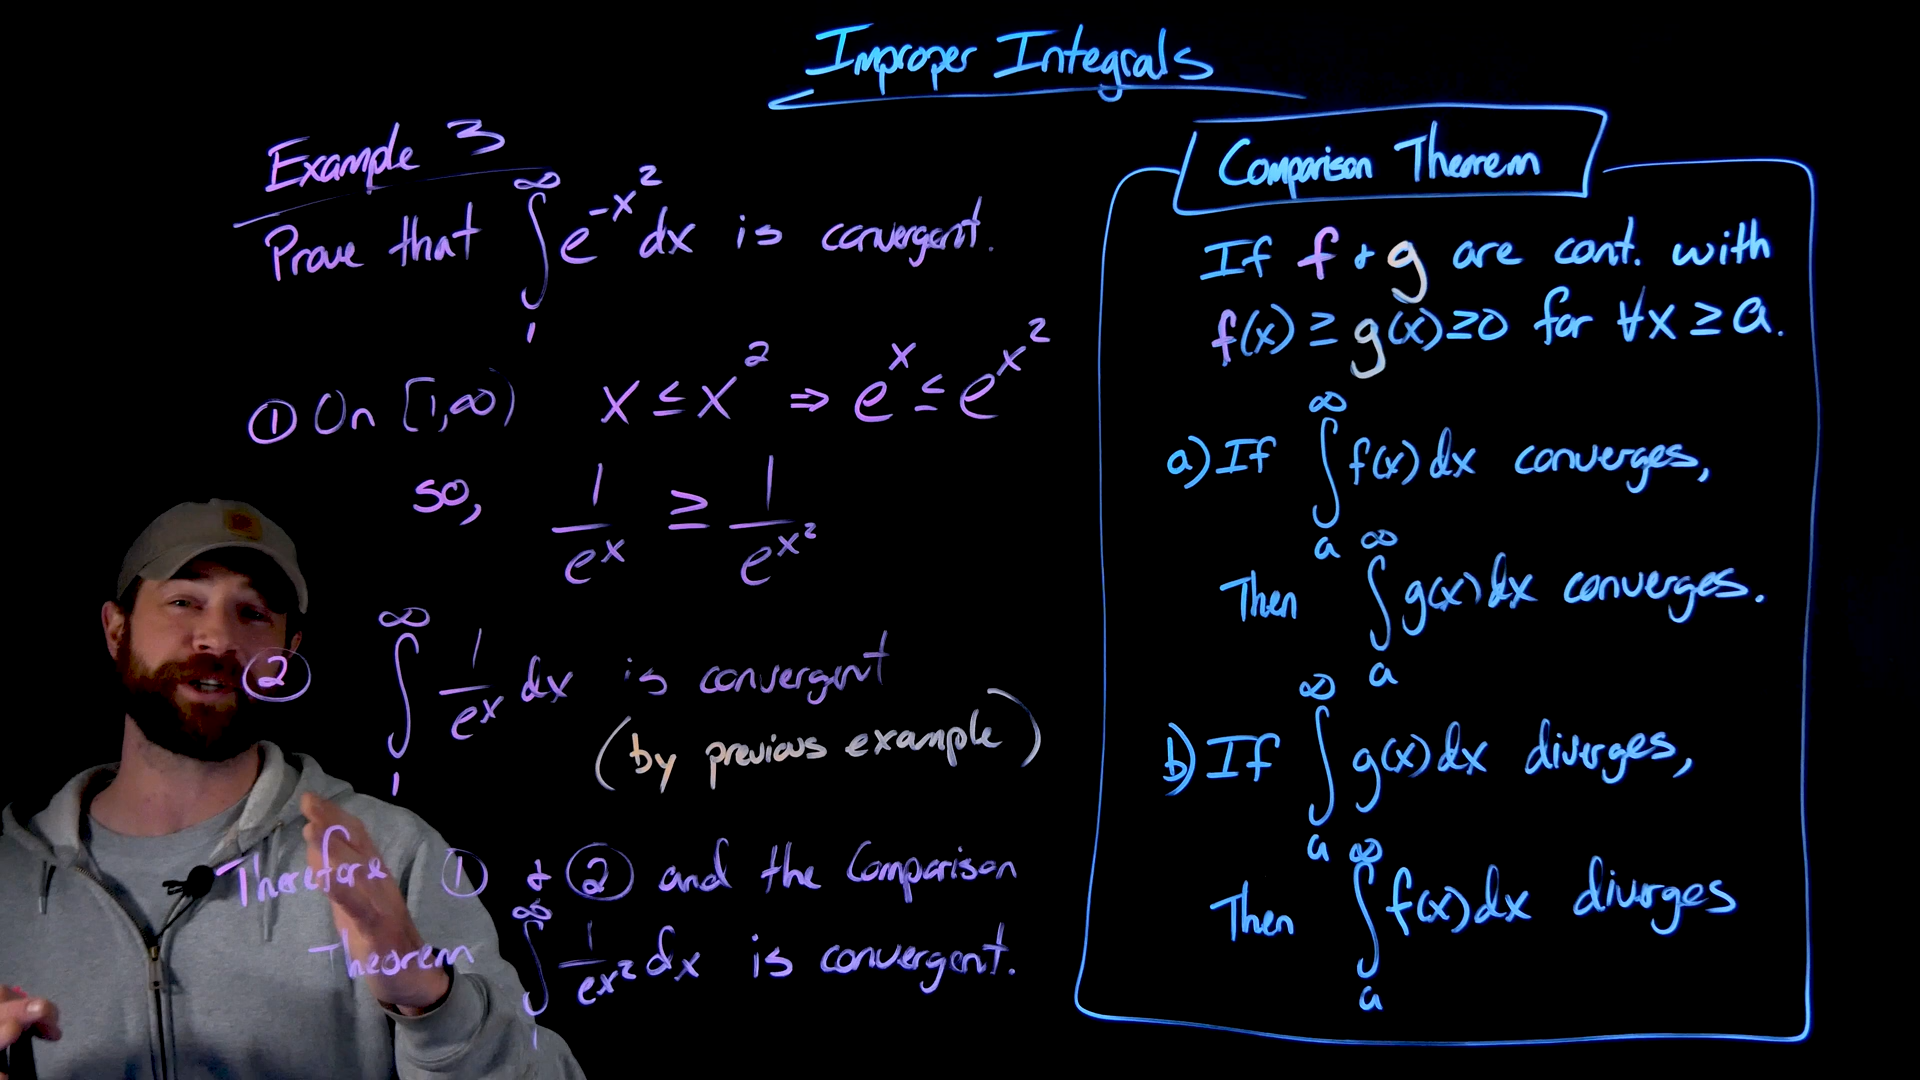 Improper Integrals
Example 3
Prove that ∫₁^∞ e^{-x²} dx is convergent.
① On [1,∞) x ≤ x² ⇒ e^x ≤ e^{x²}
so, 1/e^x ≥ 1/e^{x²}
② ∫₁^∞ 1/e^x dx is convergent
(by previous example)
Therefore ① + ② and the Comparison
Theorem ∫₁^∞ 1/e^{x²} dx is convergent.
Comparison Theorem
If f + g are cont. with
f(x) ≥ g(x) ≥ 0 for ∀x ≥ a.
a) If ∫ₐ^∞ f(x) dx converges,
Then ∫ₐ^∞ g(x) dx converges.
b) If ∫ₐ^∞ g(x) dx diverges,
Then ∫ₐ^∞ f(x) dx diverges